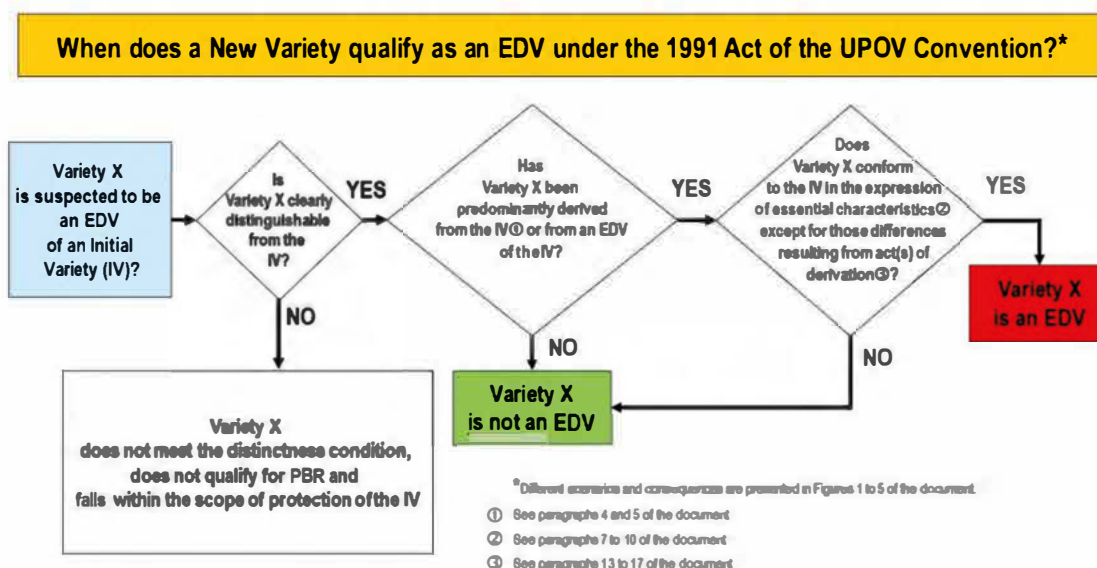 When does a New Variety qualify as an EDV under the 1991 Act of the UPOV Convention?*
Variety X
is suspected to be
an EDV
of an Initial
Variety (IV)?
Is
Variety X clearly
distinguishable
from the
IV?
YES
NO
Has
Variety X been
predominantly derived
from the IV① or from an EDV
of the IV?
YES
NO
Does
Variety X conform
to the IV in the expression
of essential characteristics②
except for those differences
resulting from act(s) of
derivation③?
YES
NO
Variety X
is an EDV
Variety X
is not an EDV
Variety X
does not meet the distinctness condition,
does not qualify for PBR and
falls within the scope of protection of the IV
*Different scenarios and consequences are presented in Figures 1 to 5 of the document
① See paragraphs 4 and 5 of the document
② See paragraphs 7 to 10 of the document
③ See paragraphs 13 to 17 of the document